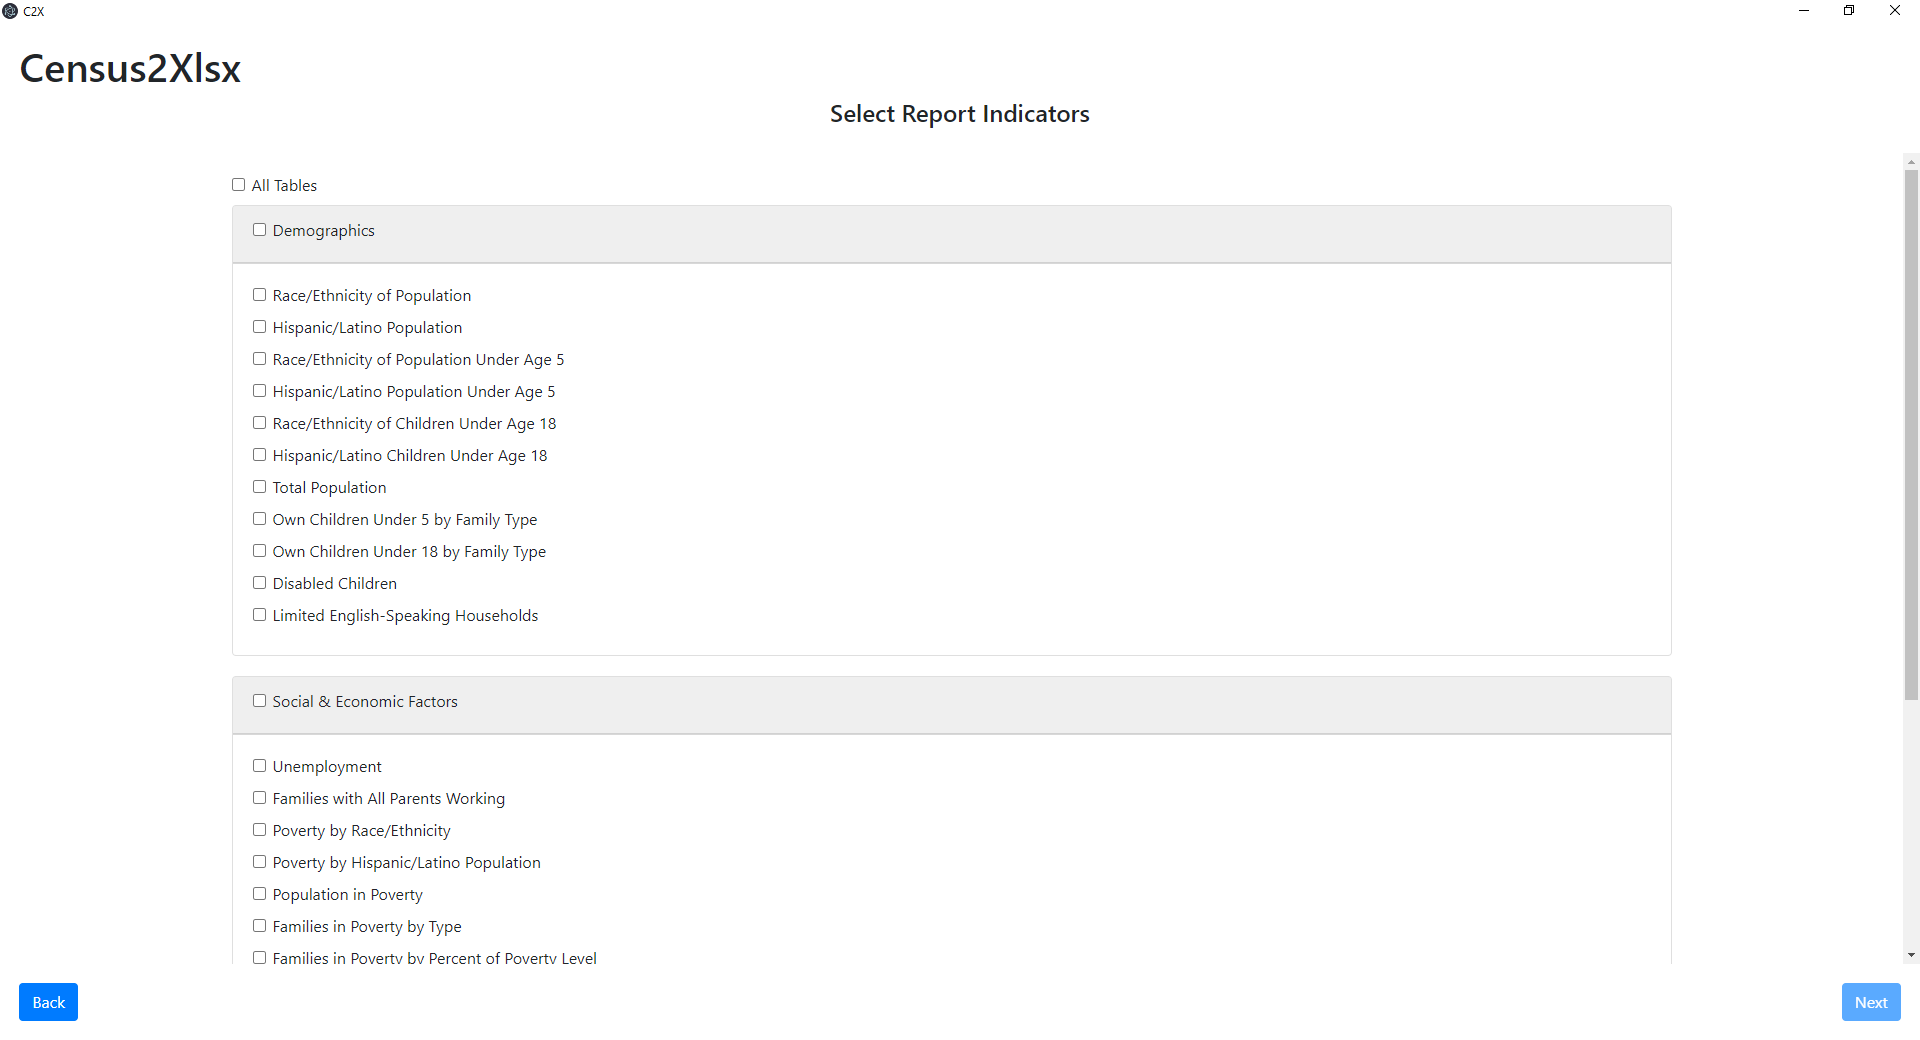 C2X
Census2Xlsx
Select Report Indicators
All Tables
Demographics
Race/Ethnicity of Population
Hispanic/Latino Population
Race/Ethnicity of Population Under Age 5
Hispanic/Latino Population Under Age 5
Race/Ethnicity of Children Under Age 18
Hispanic/Latino Children Under Age 18
Total Population
Own Children Under 5 by Family Type
Own Children Under 18 by Family Type
Disabled Children
Limited English-Speaking Households
Social & Economic Factors
Unemployment
Families with All Parents Working
Poverty by Race/Ethnicity
Poverty by Hispanic/Latino Population
Population in Poverty
Families in Poverty by Type
Families in Poverty by Percent of Poverty Level
Back
Next